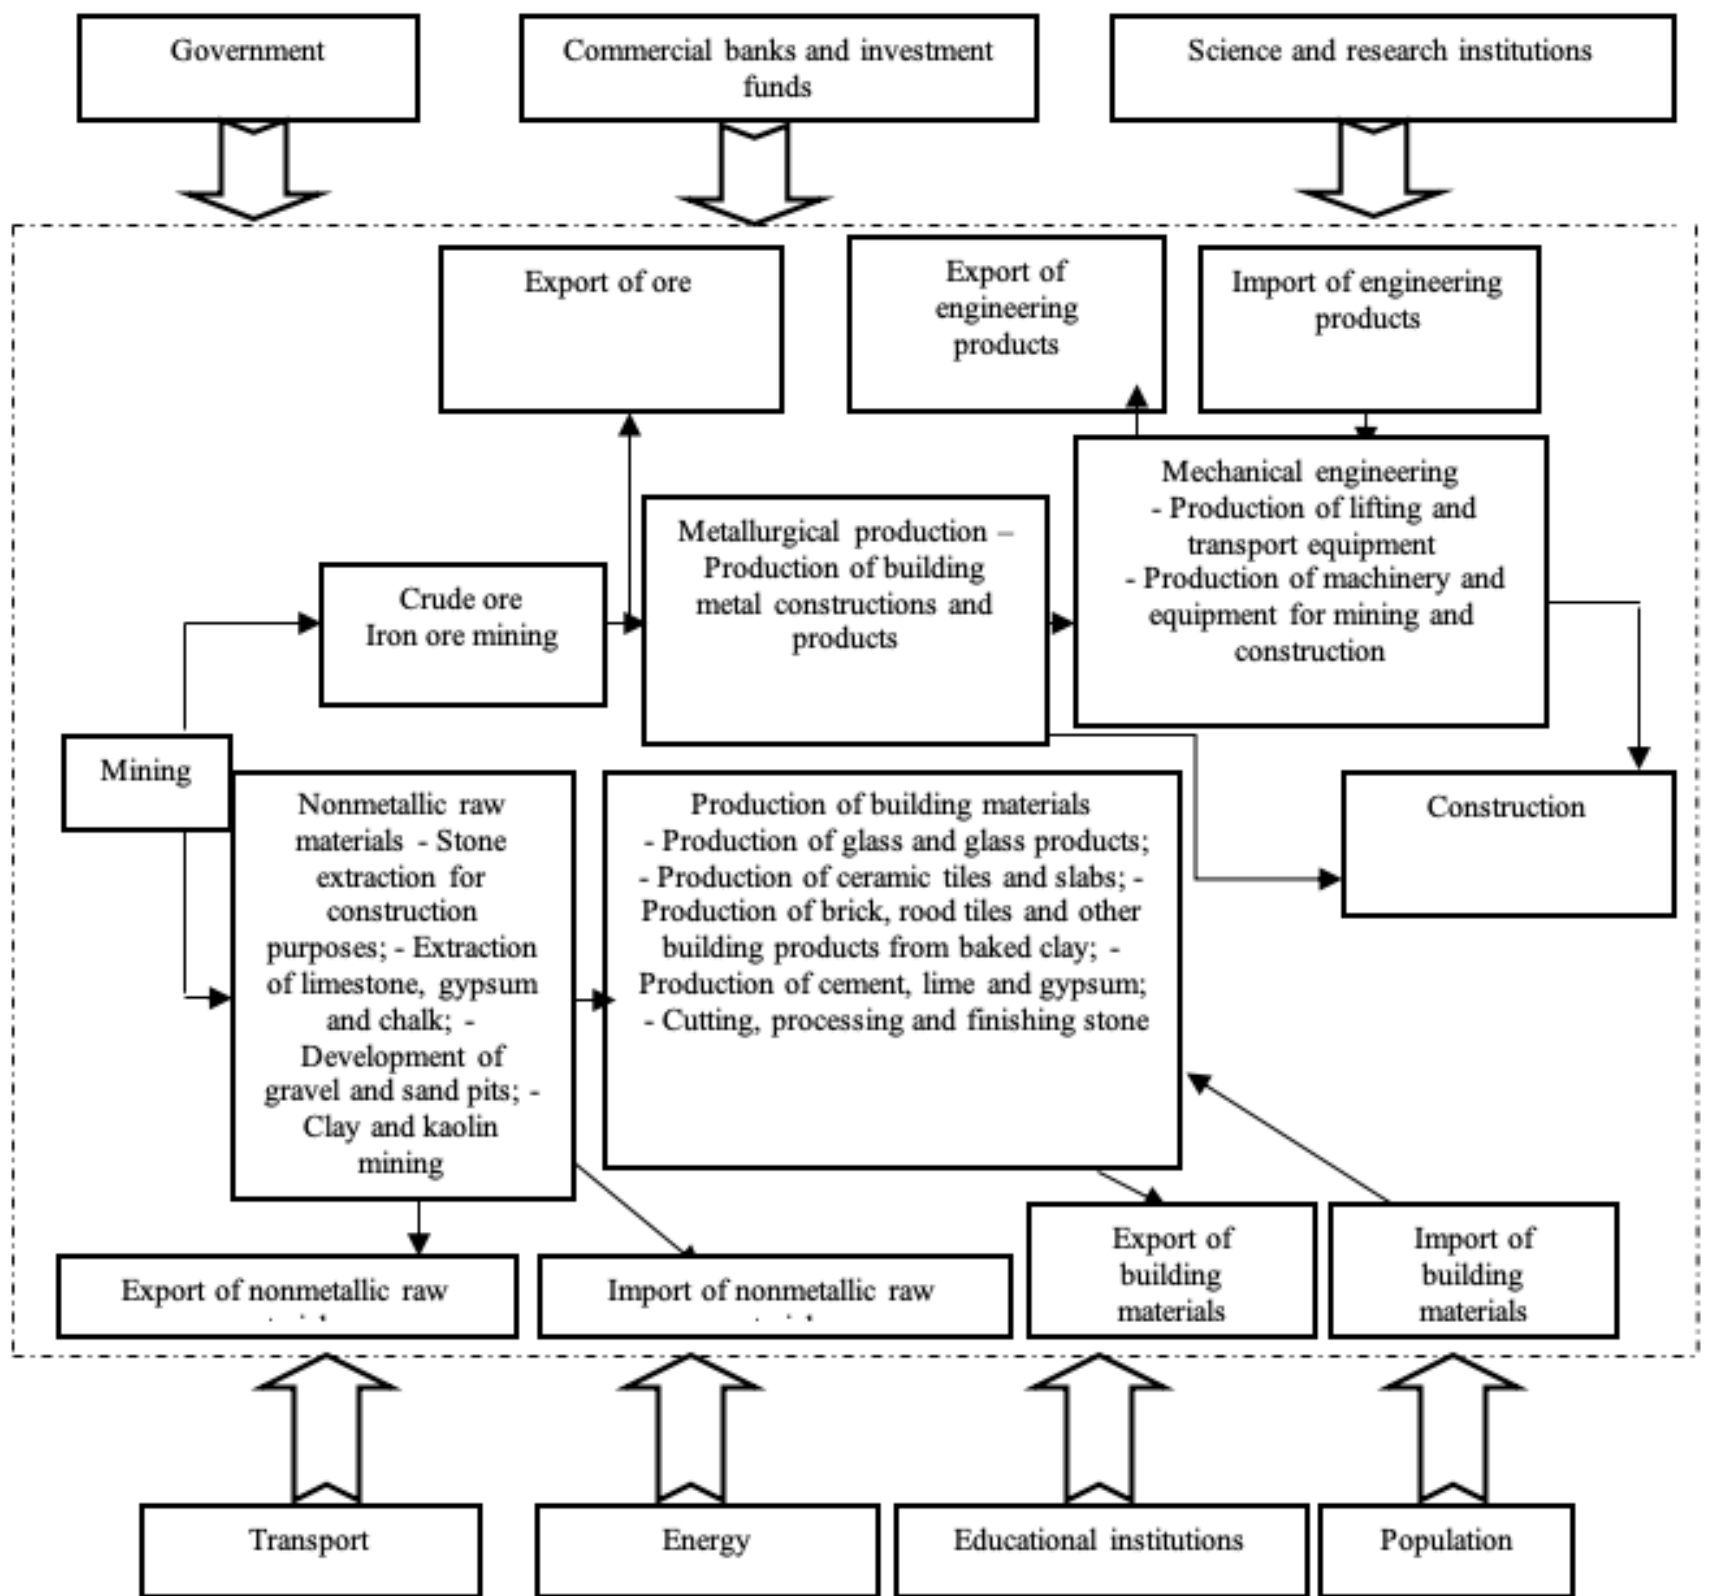 Government
Commercial banks and investment
funds
Science and research institutions
Export of ore
Export of
engineering
products
Import of engineering
products
Mechanical engineering
- Production of lifting and
transport equipment
- Production of machinery and
equipment for mining and
construction
Metallurgical production –
Production of building
metal constructions and
products
Crude ore
Iron ore mining
Mining
Nonmetallic raw
materials - Stone
extraction for
construction
purposes; - Extraction
of limestone, gypsum
and chalk; -
Development of
gravel and sand pits; -
Clay and kaolin
mining
Production of building materials
- Production of glass and glass products;
- Production of ceramic tiles and slabs; -
Production of brick, rood tiles and other
building products from baked clay; -
Production of cement, lime and gypsum;
- Cutting, processing and finishing stone
Construction
Export of nonmetallic raw
Import of nonmetallic raw
Export of
building
materials
Import of
building
materials
Transport
Energy
Educational institutions
Population